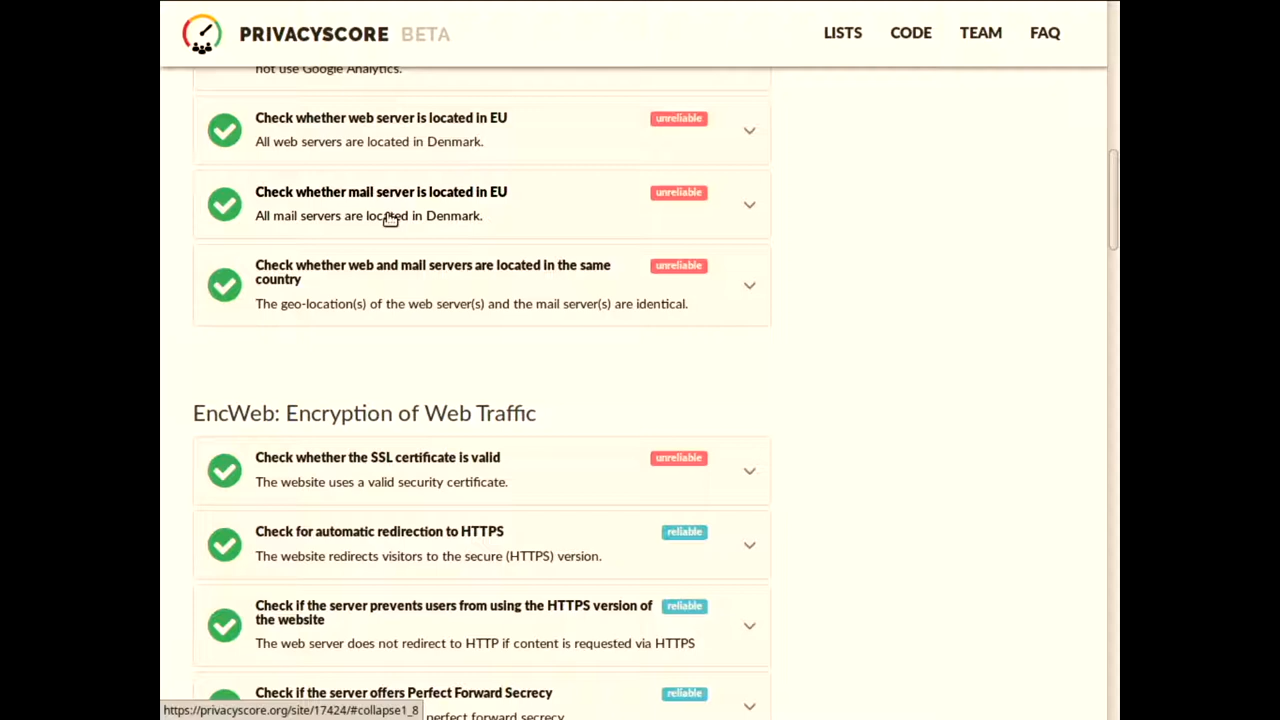 PRIVACYSCORE BETA
LISTS CODE TEAM FAQ
not use Google Analytics.
Check whether web server is located in EU
unreliable
All web servers are located in Denmark.
Check whether mail server is located in EU
unreliable
All mail servers are located in Denmark.
Check whether web and mail servers are located in the same
country
unreliable
The geo-location(s) of the web server(s) and the mail server(s) are identical.
EncWeb: Encryption of Web Traffic
Check whether the SSL certificate is valid
unreliable
The website uses a valid security certificate.
Check for automatic redirection to HTTPS
reliable
The website redirects visitors to the secure (HTTPS) version.
Check if the server prevents users from using the HTTPS version of
the website
reliable
The web server does not redirect to HTTP if content is requested via HTTPS
Check if the server offers Perfect Forward Secrecy
reliable
perfect forward secrecy
https://privacyscore.org/site/17424/#collapse1_8